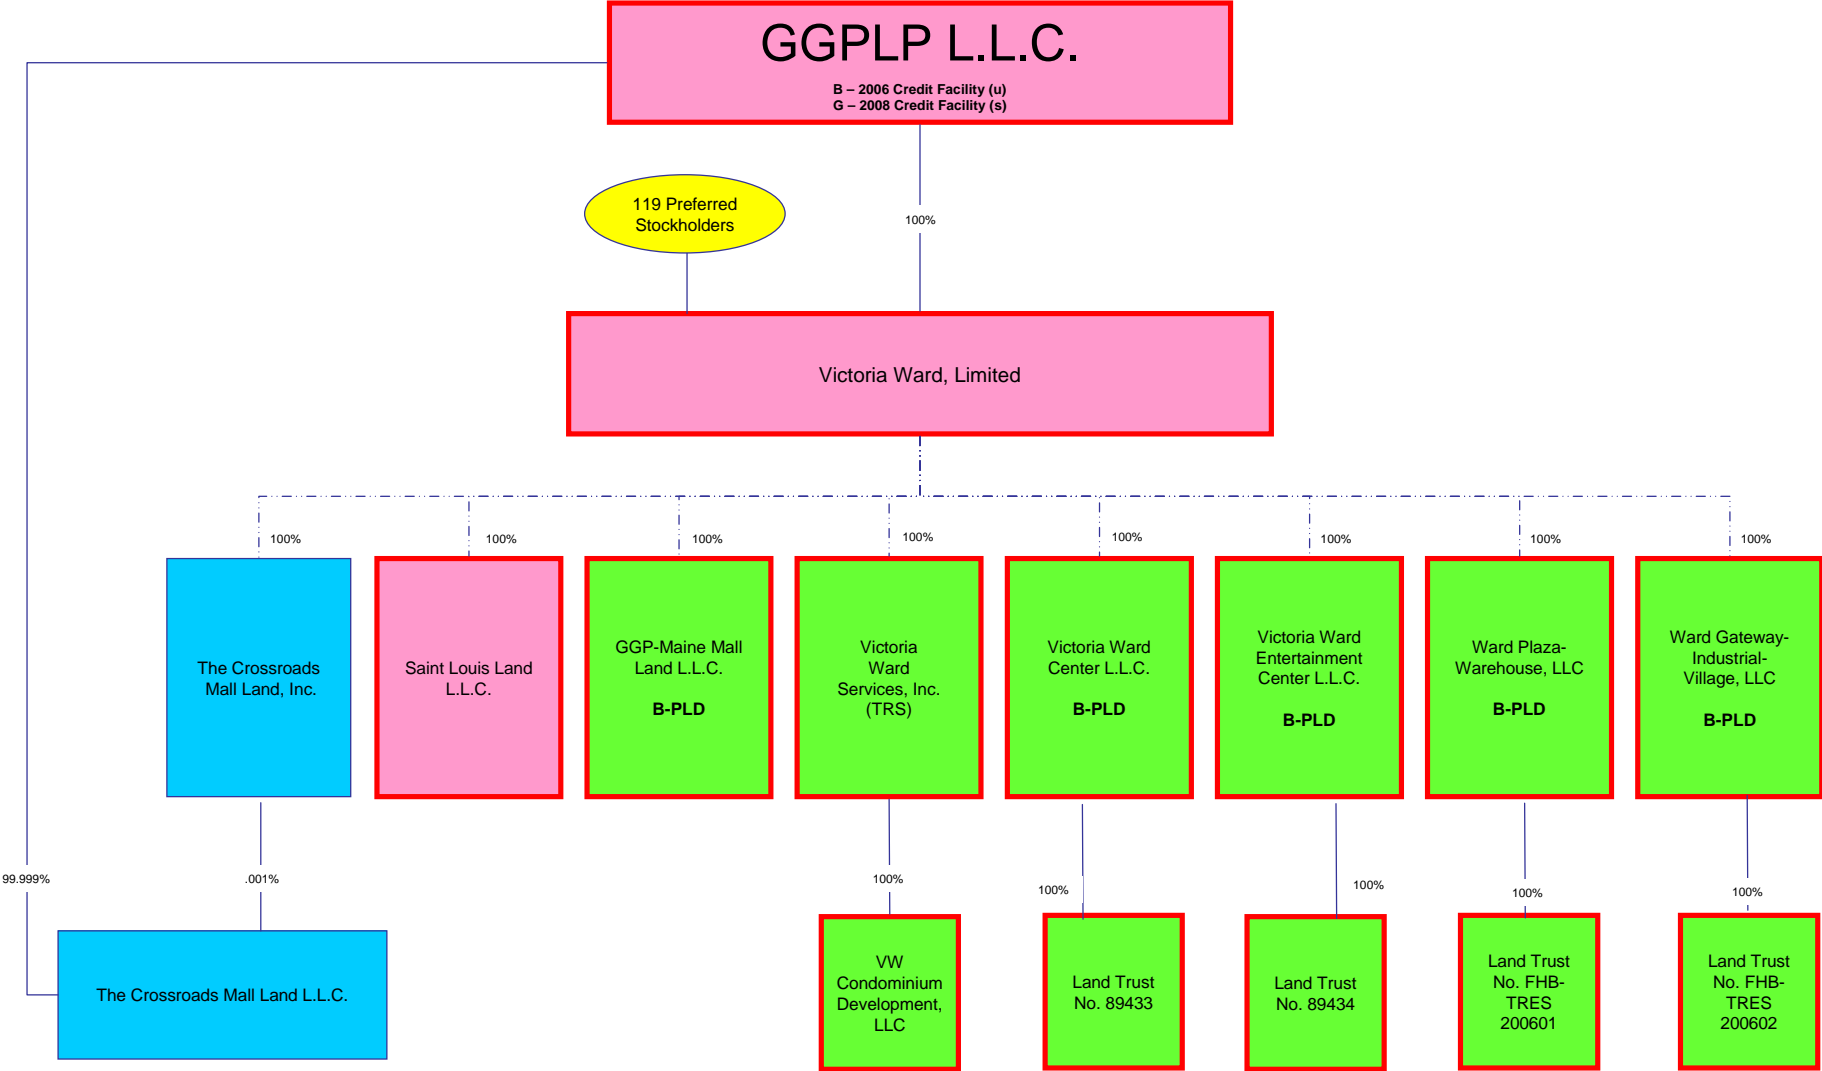 GGPLP L.L.C.
B – 2006 Credit Facility (u)
G – 2008 Credit Facility (s)
119 Preferred
Stockholders
100%
Victoria Ward, Limited
100%
100%
100%
100%
100%
100%
100%
100%
The Crossroads
Mall Land, Inc.
Saint Louis Land
L.L.C.
GGP-Maine Mall
Land L.L.C.
B-PLD
Victoria
Ward
Services, Inc.
(TRS)
Victoria Ward
Center L.L.C.
B-PLD
Victoria Ward
Entertainment
Center L.L.C.
B-PLD
Ward Plaza-
Warehouse, LLC
B-PLD
Ward Gateway-
Industrial-
Village, LLC
B-PLD
99.999%
.001%
100%
100%
100%
100%
100%
The Crossroads Mall Land L.L.C.
VW
Condominium
Development,
LLC
Land Trust
No. 89433
Land Trust
No. 89434
Land Trust
No. FHB-
TRES
200601
Land Trust
No. FHB-
TRES
200602